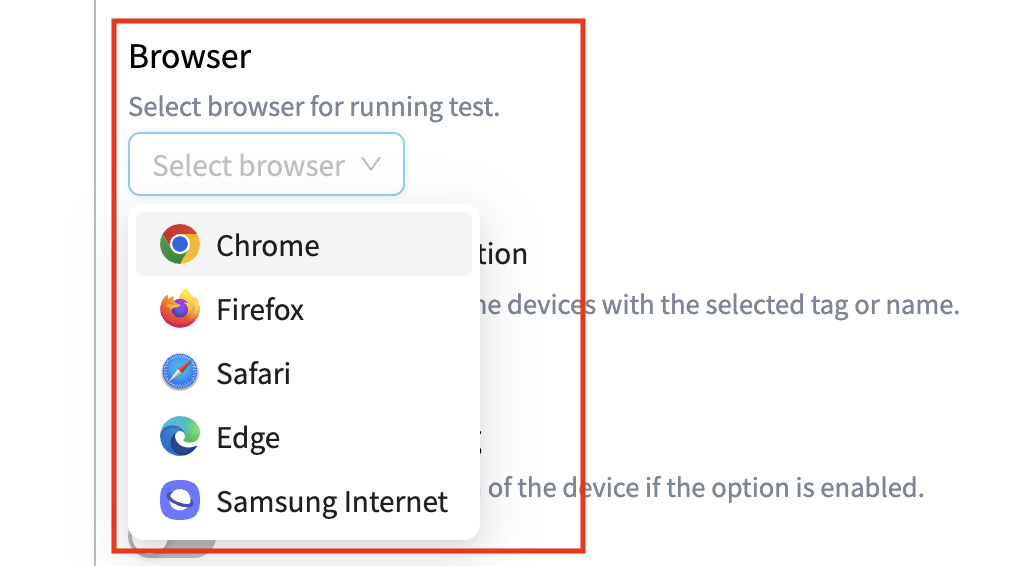 Browser
Select browser for running test.
Select browser
Chrome
tion
Firefox
devices with the selected tag or name.
Safari
Edge
of the device if the option is enabled.
Samsung Internet